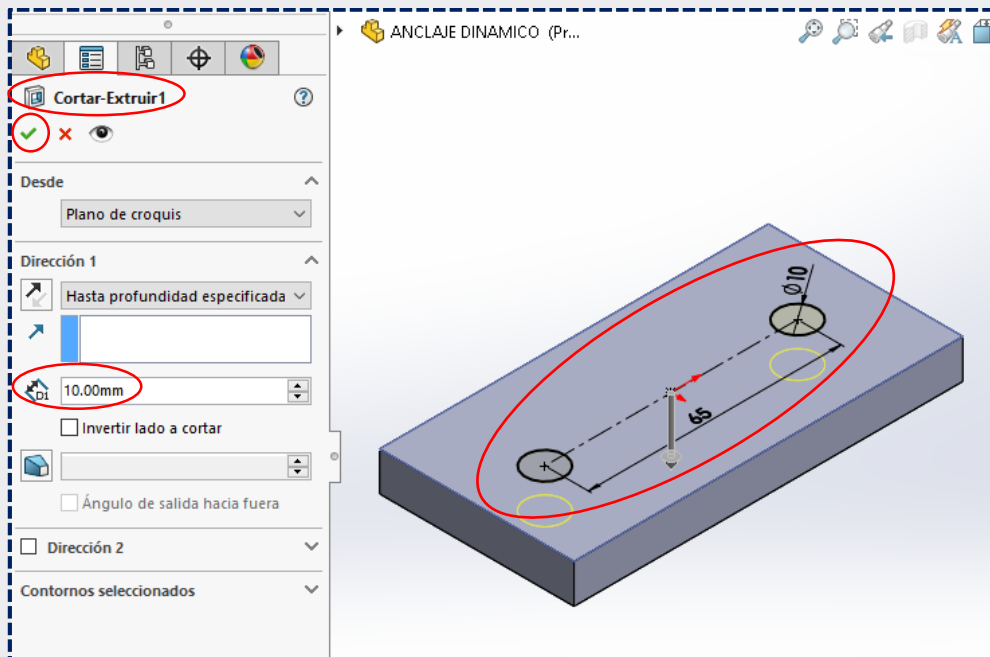 ANCLAJE DINAMICO (Pr...
Cortar-Extruir1
Desde
Plano de croquis
Dirección 1
Hasta profundidad especificada
D1
10.00mm
Invertir lado a cortar
Ángulo de salida hacia fuera
Dirección 2
Contornos seleccionados
Ø10
65